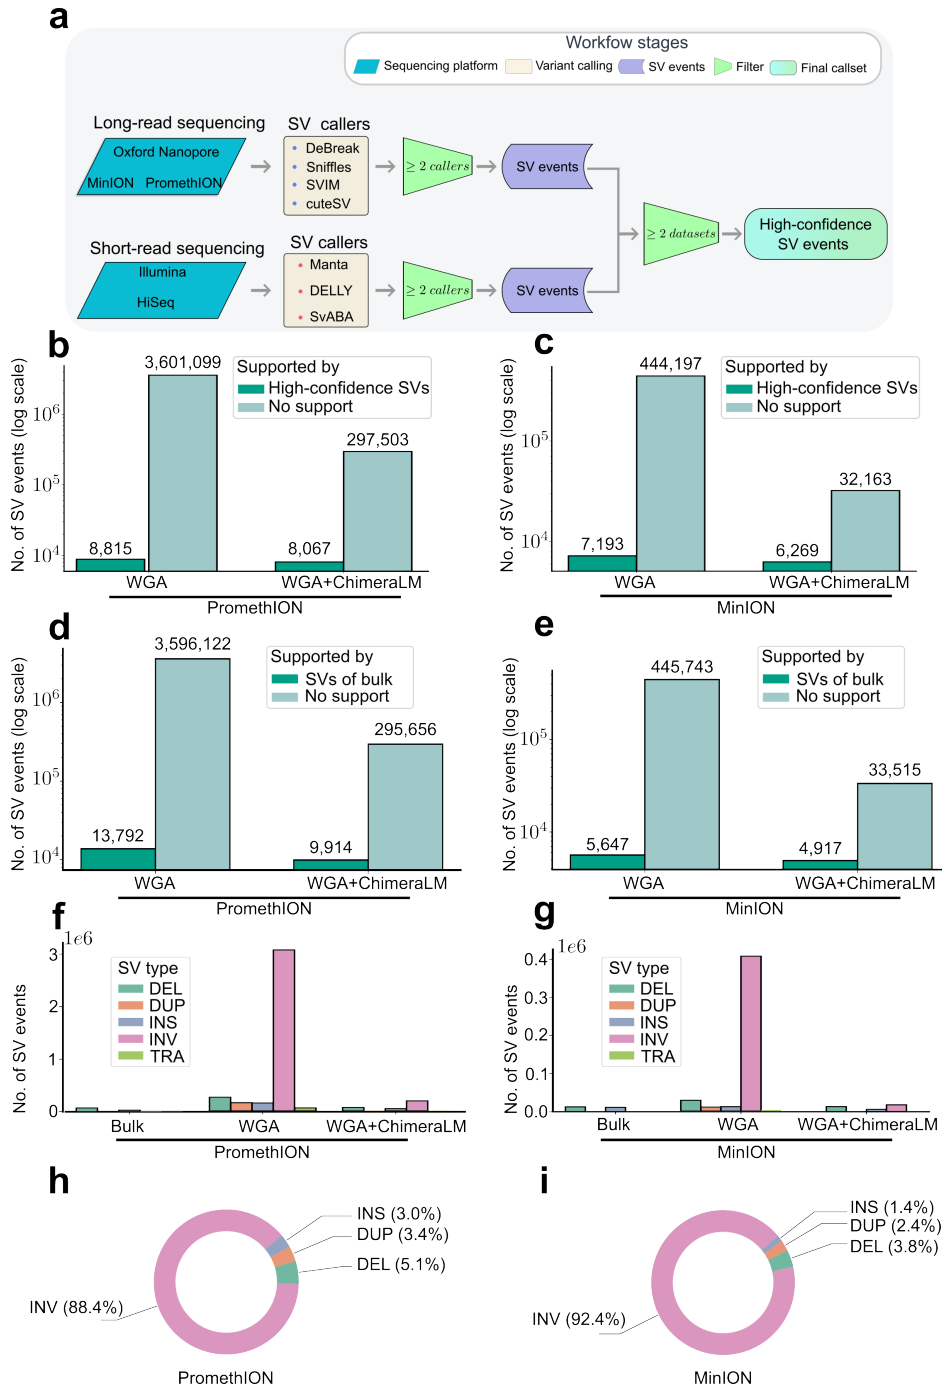 a
Workfow stages
Sequencing platform
Variant calling
SV events
Filter
Final callset
Long-read sequencing
Oxford Nanopore
MinION PromethION
SV callers
DeBreak
Sniffles
SVIM
cuteSV
≥ 2 callers
SV events
Short-read sequencing
Illumina
HiSeq
SV callers
Manta
DELLY
SvABA
≥ 2 callers
SV events
≥ 2 datasets
High-confidence
SV events
b
No. of SV events (log scale)
10^6
10^5
10^4
3,601,099
297,503
8,815
8,067
Supported by
High-confidence SVs
No support
WGA
WGA+ChimeraLM
PromethION
c
No. of SV events (log scale)
10^5
10^4
444,197
32,163
7,193
6,269
Supported by
High-confidence SVs
No support
WGA
WGA+ChimeraLM
MinION
d
No. of SV events (log scale)
10^6
10^5
10^4
3,596,122
295,656
13,792
9,914
Supported by
SVs of bulk
No support
WGA
WGA+ChimeraLM
PromethION
e
No. of SV events (log scale)
10^5
10^4
445,743
33,515
5,647
4,917
Supported by
SVs of bulk
No support
WGA
WGA+ChimeraLM
MinION
f
1e6
No. of SV events
3
2
1
0
SV type
DEL
DUP
INS
INV
TRA
Bulk
WGA
WGA+ChimeraLM
PromethION
g
1e6
No. of SV events
0.4
0.3
0.2
0.1
0.0
SV type
DEL
DUP
INS
INV
TRA
Bulk
WGA
WGA+ChimeraLM
MinION
h
INS (3.0%)
DUP (3.4%)
DEL (5.1%)
INV (88.4%)
PromethION
i
INS (1.4%)
DUP (2.4%)
DEL (3.8%)
INV (92.4%)
MinION